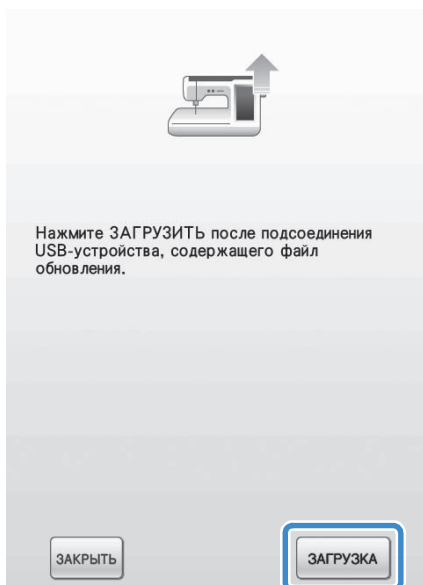 Нажмите ЗАГРУЗИТЬ после подсоединения
USB-устройства, содержащего файл
обновления.
ЗАКРЫТЬ
ЗАГРУЗКА